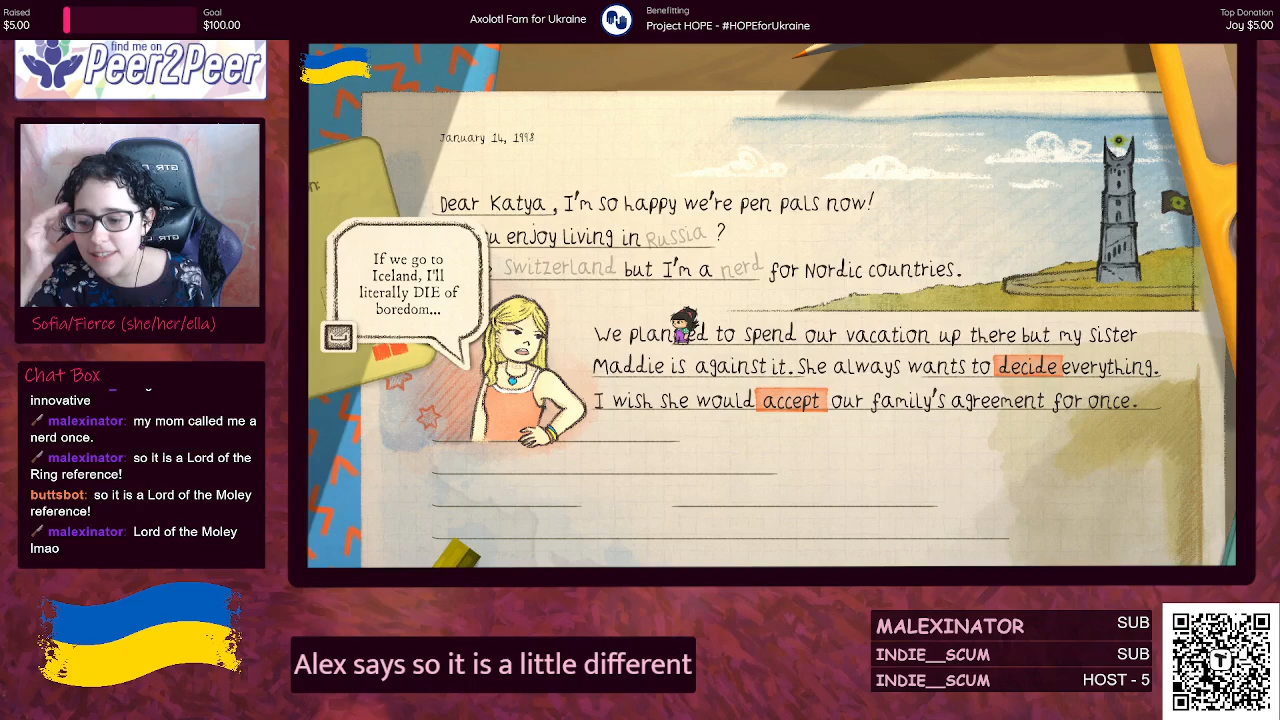 Raised
$5.00
Goal
$100.00
Axolotl Fam for Ukraine
Benefitting
Project HOPE - #HOPEforUkraine
Top Donation
Joy $5.00
find me on
Peer2Peer
Sofia/Fierce (she/her/ella)
Chat Box
innovative
malexinator: my mom called me a
nerd once.
malexinator: so it is a Lord of the
Ring reference!
buttsbot: so it is a Lord of the Moley
reference!
malexinator: Lord of the Moley
lmao
January 14, 1998
Dear Katya, I'm so happy we're pen pals now!
u enjoy living in Russia ?
Switzerland but I'm a nerd for Nordic countries.
If we go to
Iceland, I'll
literally DIE of
boredom...
We planned to spend our vacation up there but my sister
Maddie is against it. She always wants to decide everything.
I wish she would accept our family's agreement for once.
Alex says so it is a little different
MALEXINATOR SUB
INDIE__SCUM SUB
INDIE__SCUM HOST - 5
T